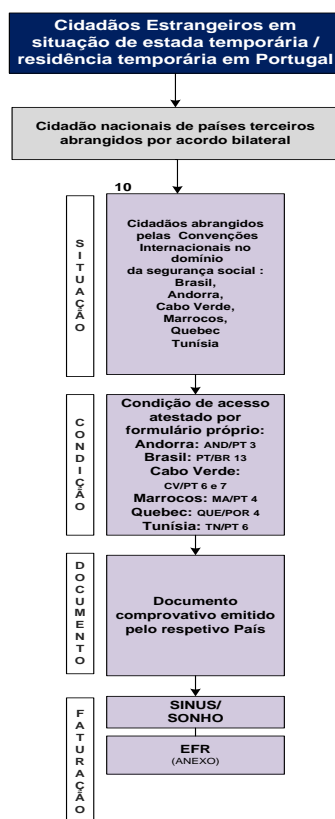 Cidadãos Estrangeiros em
situação de estada temporária /
residência temporária em Portugal
Cidadão nacionais de países terceiros
abrangidos por acordo bilateral
10
SITUAÇÃO
Cidadãos abrangidos
pelas Convenções
Internacionais no
domínio
da segurança social :
Brasil,
Andorra,
Cabo Verde,
Marrocos,
Quebec
Tunísia
CONDIÇÃO
Condição de acesso
atestado por
formulário próprio:
Andorra: AND/PT 3
Brasil: PT/BR 13
Cabo Verde:
CV/PT 6 e 7
Marrocos: MA/PT 4
Quebec: QUE/POR 4
Tunísia: TN/PT 6
DOCUMENTO
Documento
comprovativo emitido
pelo respetivo País
FATURAÇÃO
SINUS/
SONHO
EFR
(ANEXO)